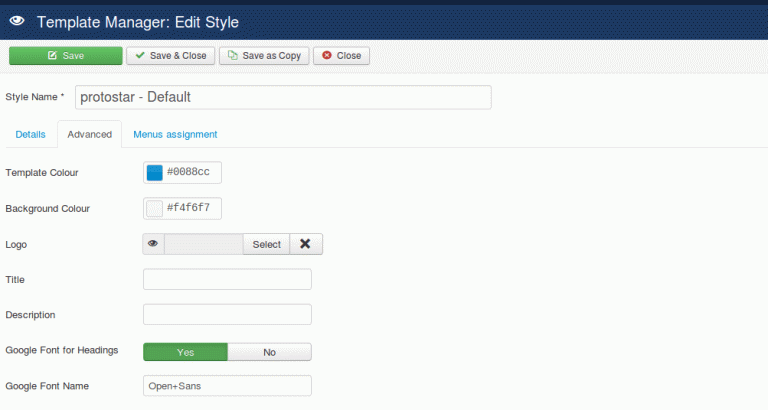 Template Manager: Edit Style
Save Save & Close Save as Copy Close
Style Name * protostar - Default
Details Advanced Menus assignment
Template Colour #0088cc
Background Colour #f4f6f7
Logo Select
Title
Description
Google Font for Headings Yes No
Google Font Name Open+Sans